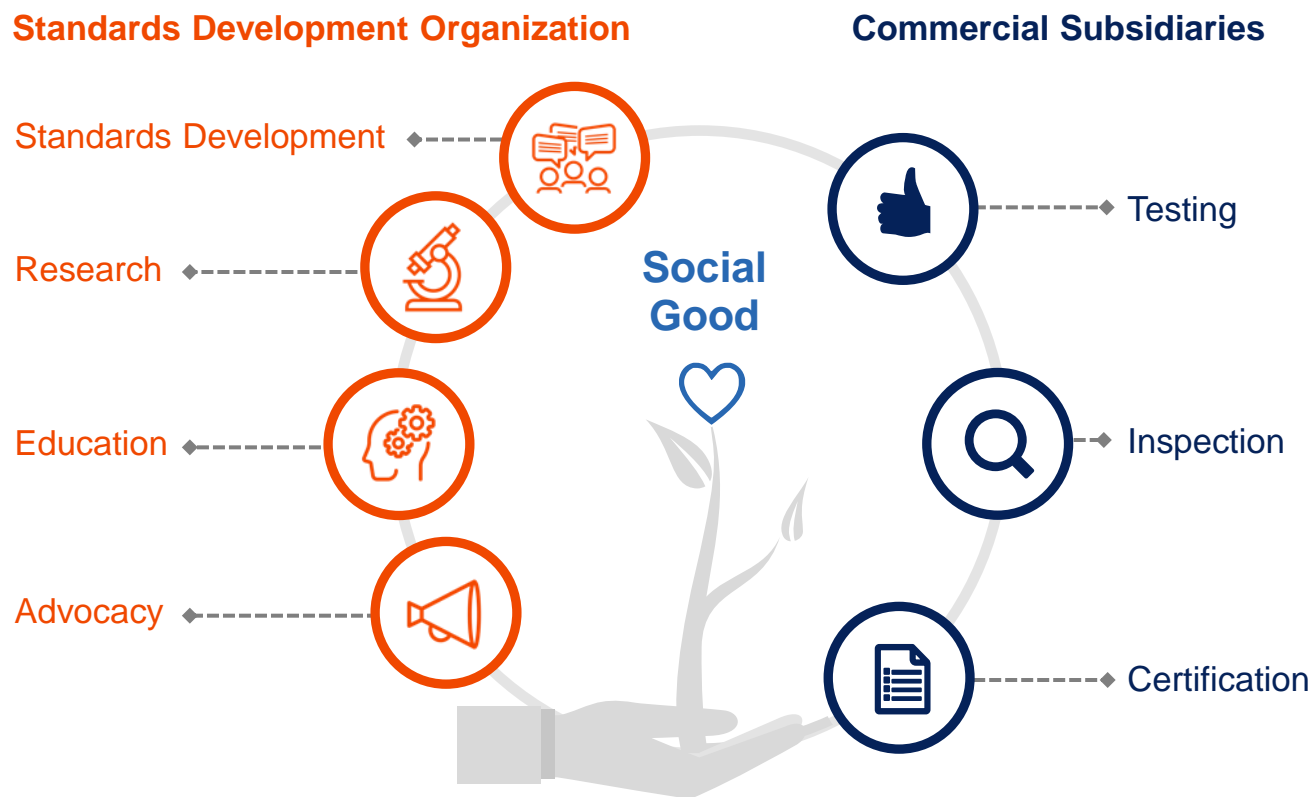 Standards Development Organization
Commercial Subsidiaries
Standards Development
Research
Education
Advocacy
Social
Good
Testing
Inspection
Certification